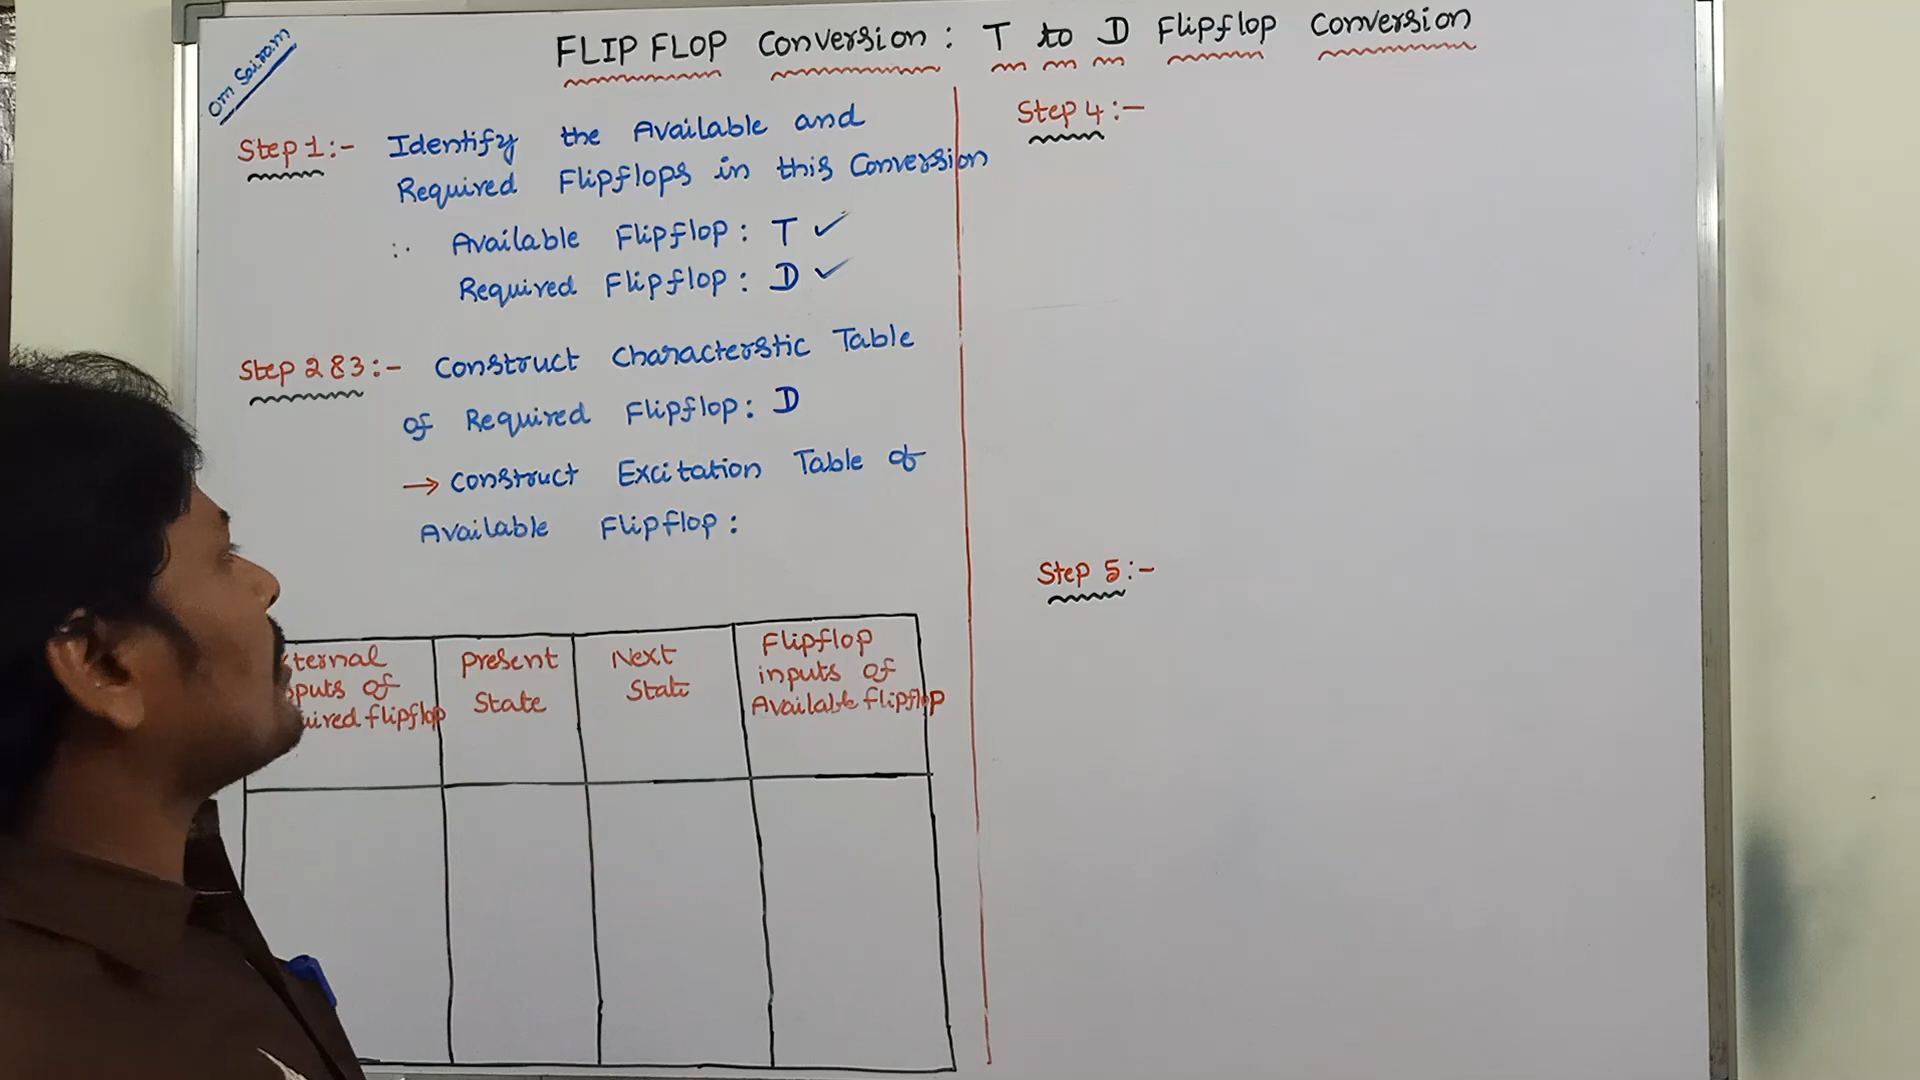 Om Sairam
FLIP FLOP Conversion: T to D Flipflop Conversion
Step 1:- Identify the Available and
Required Flipflops in this Conversion
∴ Available Flipflop: T ✓
Required Flipflop: D ✓
Step 2&3:- Construct Characterstic Table
of Required Flipflop: D
→ Construct Excitation Table of
Available Flipflop:
ternal
puts of
uired flipflop
Present
State
Next
State
Flipflop
inputs of
Available flipflop
Step 4:-
Step 5:-